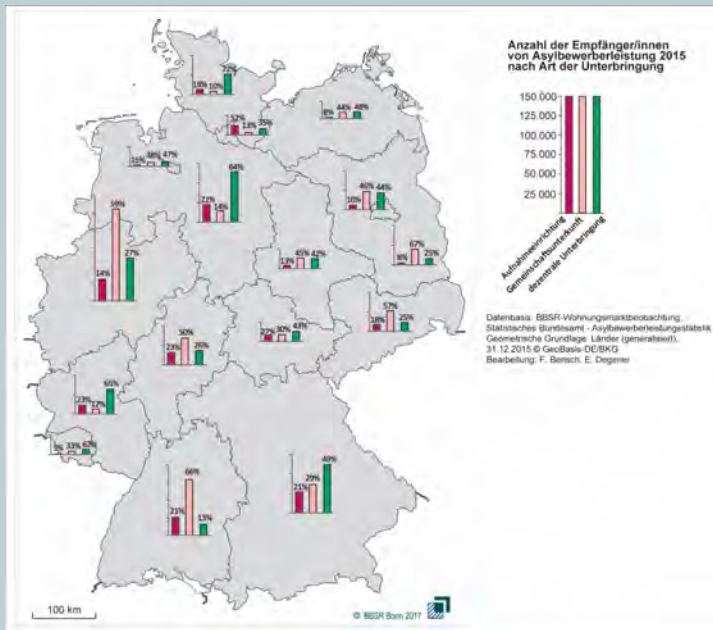 Anzahl der Empfänger/innen
von Asylbewerberleistung 2015
nach Art der Unterbringung
150.000
125.000
100.000
75.000
50.000
25.000
Aufnahmeeinrichtung
Gemeinschaftsunterkunft
dezentrale Unterbringung
Datenbasis: BBSR-Wohnungsmarktbeobachtung,
Statistisches Bundesamt - Asylbewerberleistungsstatistik
Geometrische Grundlage: Länder (generalisiert),
31.12.2015 © GeoBasis-DE/BKG
Bearbeitung: F. Bensch, E. Degener
10% 72%
8% 44% 48%
52% 13% 35%
47%
22% 14% 64%
10% 46% 44%
14% 59% 27%
13% 45% 42%
8% 67% 25%
18% 57% 25%
27% 30% 43%
23% 50% 26%
23% 12% 65%
33% 62%
21% 66% 13%
21% 29% 49%
100 km
© BBSR Bonn 2017